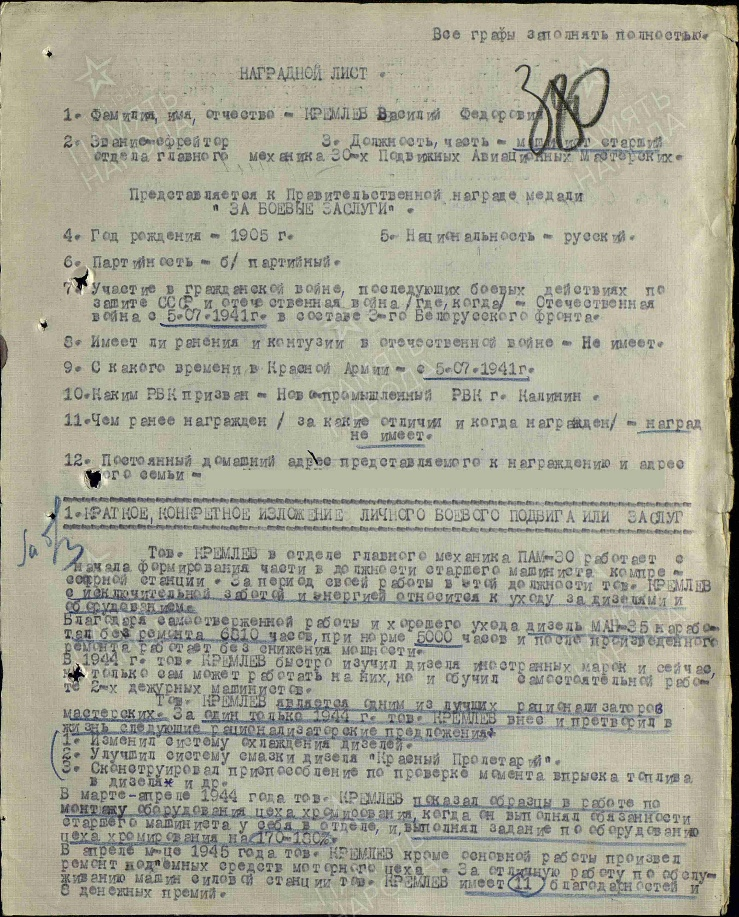 Все графы заполнять полностью.
380
НАГРАДНОЙ ЛИСТ .
1. Фамилия, имя, отчество - КРЕМЛЕВ Василий Федорович
2. Звание-ефрейтор 3. Должность, часть - машинист старший
отдела главного механика 30-х Подвижных Авиационных Мастерских.
Представляется к Правительственной награде медали
" ЗА БОЕВЫЕ ЗАСЛУГИ" .
4. Год рождения - 1905 г. 5. Национальность - русский.
6. Партийность - б/ партийный.
7. Участие в гражданской войне, последующих боевых действиях по
защите СССР и отечественная война /где, когда/ - Отечественная
война с 5.07.1941г. в составе 3-го Белорусского фронта.
8. Имеет ли ранения и контузии в отечественной войне - Не имеет.
9. С какого времени в Красной Армии - с 5.07.1941г.
10. Каким РВК призван - Ново-промышленный РВК г. Калинин .
11. Чем ранее награжден / за какие отличия и когда награжден/ - наград
не имеет.
12. Постоянный домашний адрес представляемого к награждению и адрес
его семьи -
1. КРАТКОЕ, КОНКРЕТНОЕ ИЗЛОЖЕНИЕ ЛИЧНОГО БОЕВОГО ПОДВИГА ИЛИ ЗАСЛУГ
За б/з
Тов. КРЕМЛЕВ в отделе главного механика ПАМ-30 работает с
начала формирования части в должности старшего машиниста компре -
ссорной станции . За период своей работы в этой должности тов. КРЕМЛЕВ
с исключительной заботой и энергией относится к уходу за дизелями и
оборудованием.
Благодаря самоотверженной работы и хорошего ухода дизель МАН-35 нарабо-
тал без ремонта 6810 часов, при норме 5000 часов и после произведенного
ремонта работает без снижения мощности.
В 1944 г. тов. КРЕМЛЕВ быстро изучил дизеля иностранных марок и сейчас,
не только сам может работать на них, но и обучил самостоятельной рабо-
те 2-х дежурных машинистов.
Тов. КРЕМЛЕВ является одним из лучших рационализаторов
мастерских. За один только 1944 г. тов. КРЕМЛЕВ внес и претворил в
жизнь следующие рационализаторские предложения:
1. Изменил систему охлаждения дизелей.
2. Улучшил систему смазки дизеля "Красный Пролетарий".
3. Сконструировал приспособление по проверке момента впрыска топлива
в дизелях и др.
В марте-апреле 1944 года тов. КРЕМЛЕВ показал образцы в работе по
монтажу оборудования цеха хромирования, когда он выполнял обязанности
старшего машиниста у себя в отделе, и, выполнял задание по оборудованию
цеха хромирования на 170-180%.
В апреле м-це 1945 года тов. КРЕМЛЕВ кроме основной работы произвел
ремонт подъемных средств моторного цеха . За отличную работу по обслу-
живанию машин силовой станции тов. КРЕМЛЕВ имеет 11 благодарностей и
8 денежных премий.
ПАМЯТЬ НАРОДА